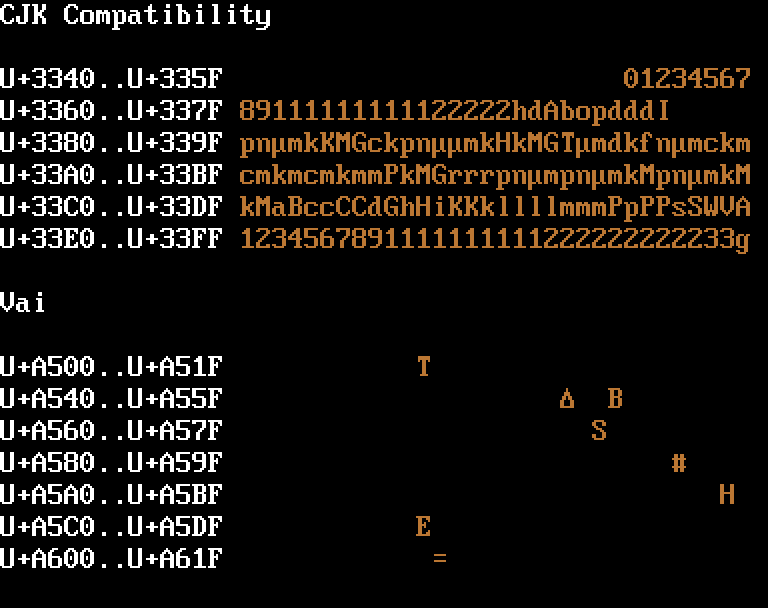 CJK Compatibility
U+3340..U+335F                         01234567
U+3360..U+337F 89111111111122222hdAbopdddI
U+3380..U+339F pnµmkKMGckpnµµmkHkMGTµmdkfnµmckm
U+33A0..U+33BF cmkmcmkmmPkMGrrrpnµmpnµmkMpnµmkM
U+33C0..U+33DF kMaBccCCdGhHiKKkllllmmmPpPPsSWVA
U+33E0..U+33FF 1234567891111111111222222222233g
Vai
U+A500..U+A51F            T
U+A540..U+A55F                     Δ  B
U+A560..U+A57F                       S
U+A580..U+A59F                            #
U+A5A0..U+A5BF                               H
U+A5C0..U+A5DF            E
U+A600..U+A61F             =